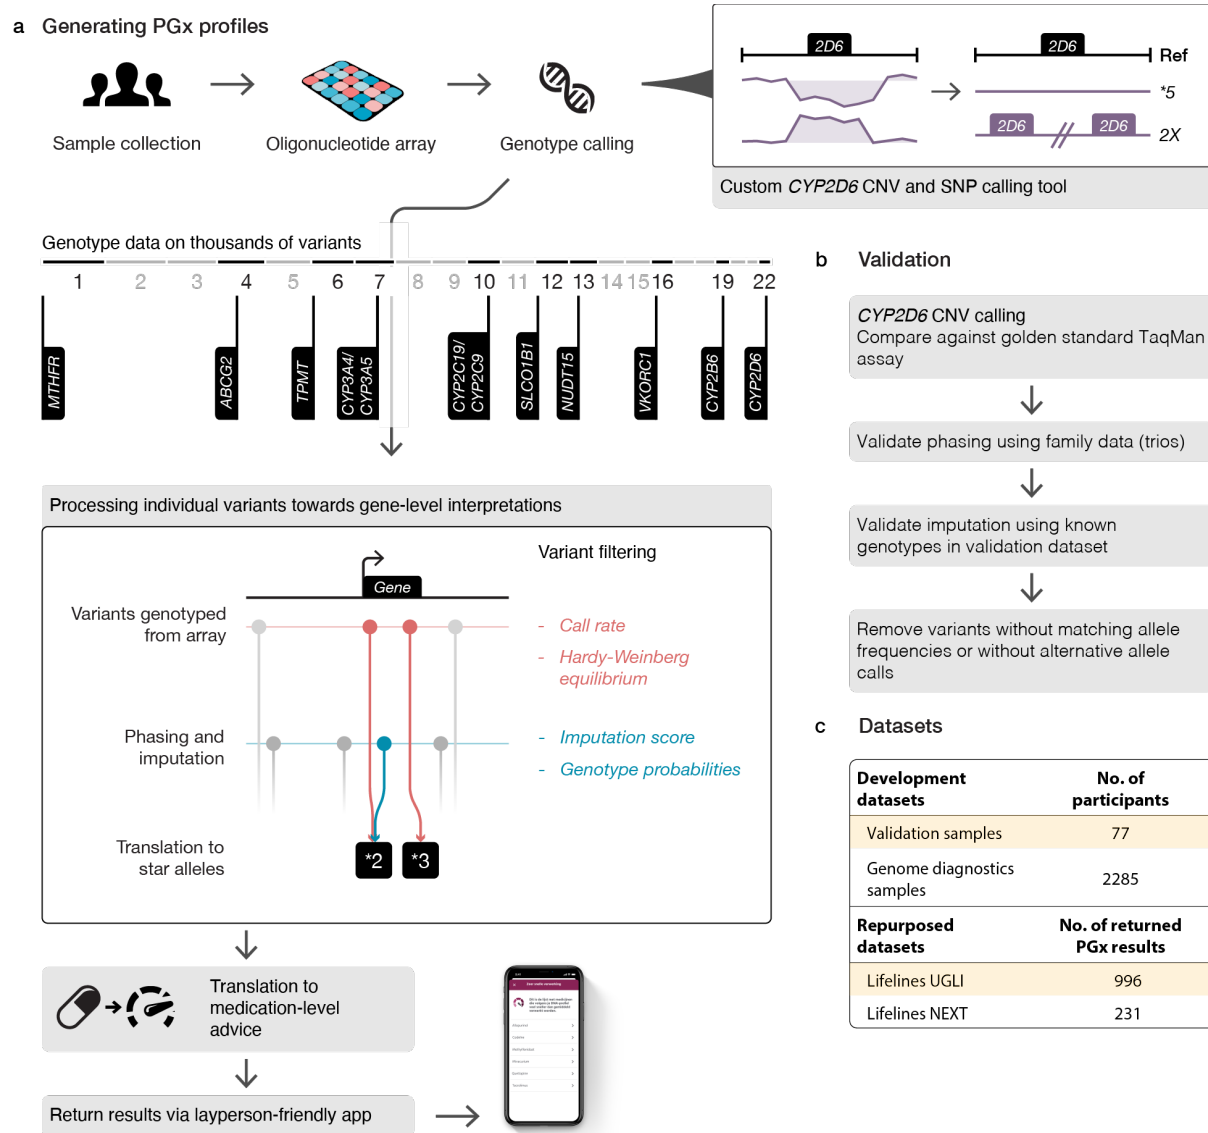 a Generating PGx profiles
Sample collection
Oligonucleotide array
Genotype calling
2D6
2D6
Ref
*5
2D6
2D6
2X
Custom CYP2D6 CNV and SNP calling tool
Genotype data on thousands of variants
1 2 3 4 5 6 7 8 9 10 11 12 13 14 15 16 19 22
MTHFR
ABCG2
TPMT
CYP3A4/
CYP3A5
CYP2C19/
CYP2C9
SLCO1B1
NUDT15
VKORC1
CYP2B6
CYP2D6
Processing individual variants towards gene-level interpretations
Variant filtering
Gene
Variants genotyped
from array
- Call rate
- Hardy-Weinberg
equilibrium
Phasing and
imputation
- Imputation score
- Genotype probabilities
Translation to
star alleles
*2
*3
Translation to
medication-level
advice
Return results via layperson-friendly app
b Validation
CYP2D6 CNV calling
Compare against golden standard TaqMan
assay
Validate phasing using family data (trios)
Validate imputation using known
genotypes in validation dataset
Remove variants without matching allele
frequencies or without alternative allele
calls
c Datasets
Development
datasets
No. of
participants
Validation samples 77
Genome diagnostics
samples
2285
Repurposed
datasets
No. of returned
PGx results
Lifelines UGLI 996
Lifelines NEXT 231